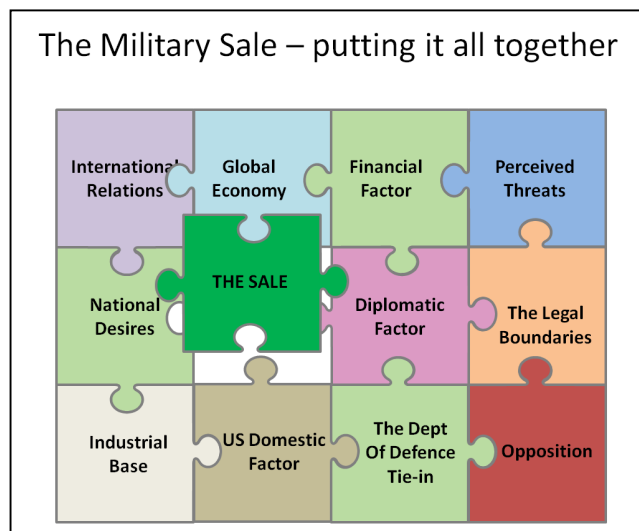 The Military Sale – putting it all together
International
Relations
Global
Economy
Financial
Factor
Perceived
Threats
National
Desires
THE SALE
Diplomatic
Factor
The Legal
Boundaries
Industrial
Base
US Domestic
Factor
The Dept
Of Defence
Tie-in
Opposition